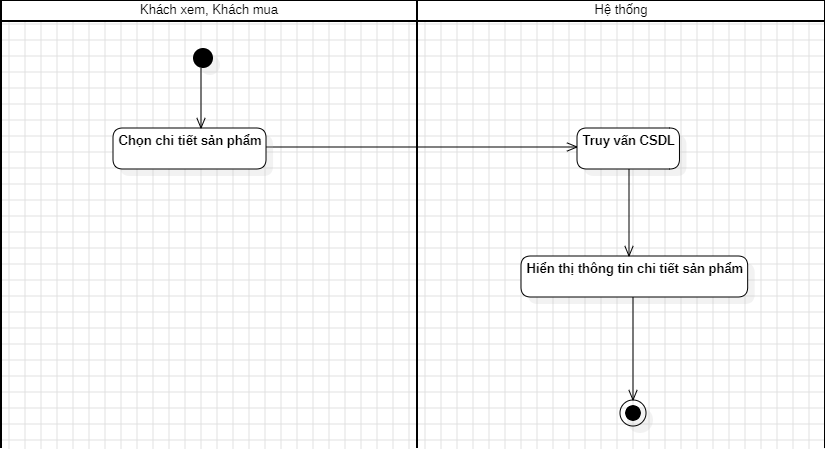 Khách xem, Khách mua
Hệ thống
Chọn chi tiết sản phẩm
Truy vấn CSDL
Hiển thị thông tin chi tiết sản phẩm